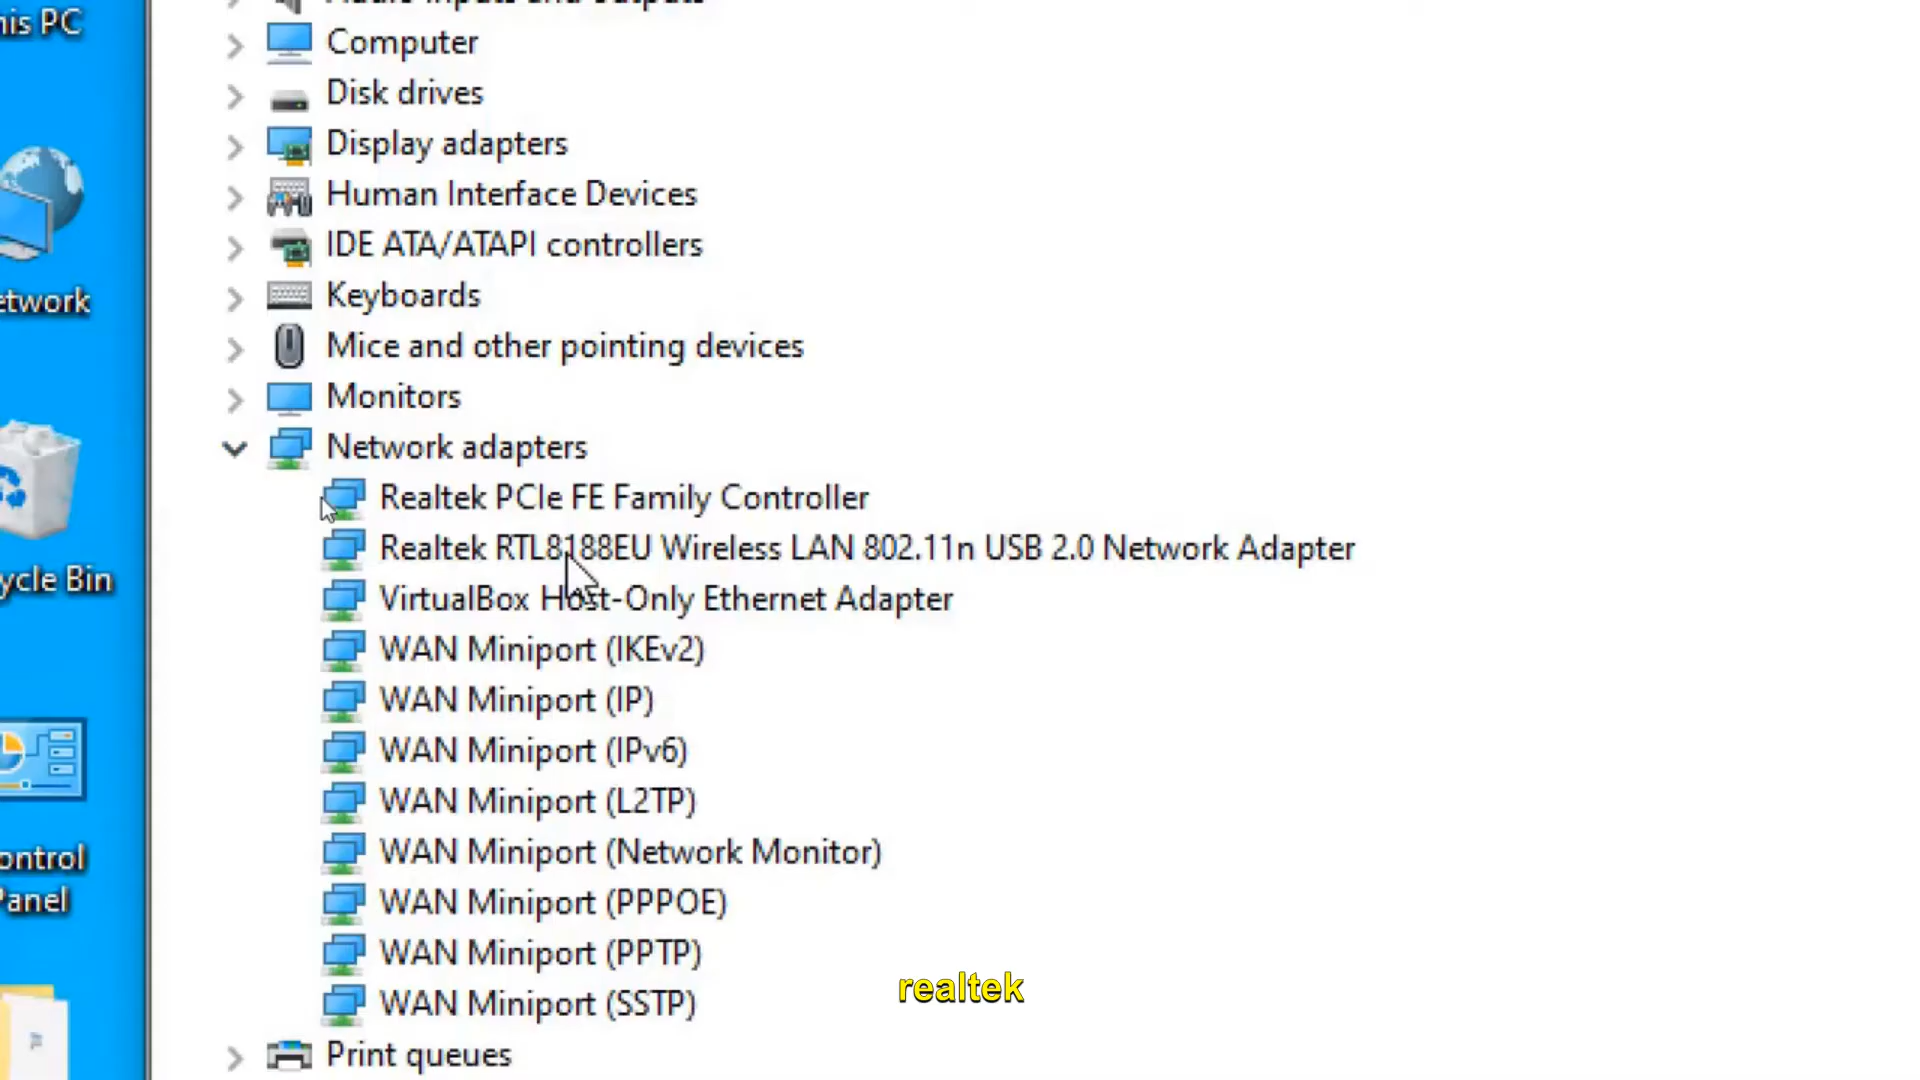 his PC
Audio inputs and outputs
Computer
Disk drives
Display adapters
Human Interface Devices
IDE ATA/ATAPI controllers
etwork
Keyboards
Mice and other pointing devices
Monitors
Network adapters
Realtek PCIe FE Family Controller
Realtek RTL8188EU Wireless LAN 802.11n USB 2.0 Network Adapter
ycle Bin
VirtualBox Host-Only Ethernet Adapter
WAN Miniport (IKEv2)
WAN Miniport (IP)
WAN Miniport (IPv6)
WAN Miniport (L2TP)
ontrol
Panel
WAN Miniport (Network Monitor)
WAN Miniport (PPPOE)
WAN Miniport (PPTP)
realtek
WAN Miniport (SSTP)
Print queues